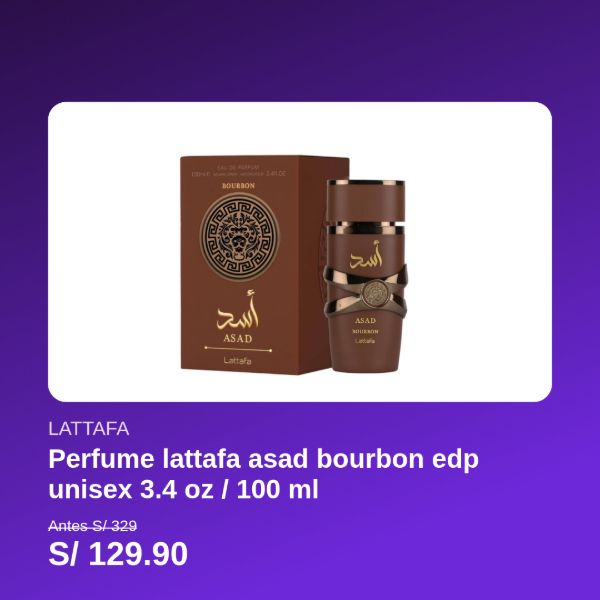 EAU DE PARFUM
BOURBON
أسد
ASAD
Lattafa
أسد
ASAD
BOURBON
Lattafa
LATTAFA
Perfume lattafa asad bourbon edp
unisex 3.4 oz / 100 ml
Antes S/ 329
S/ 129.90